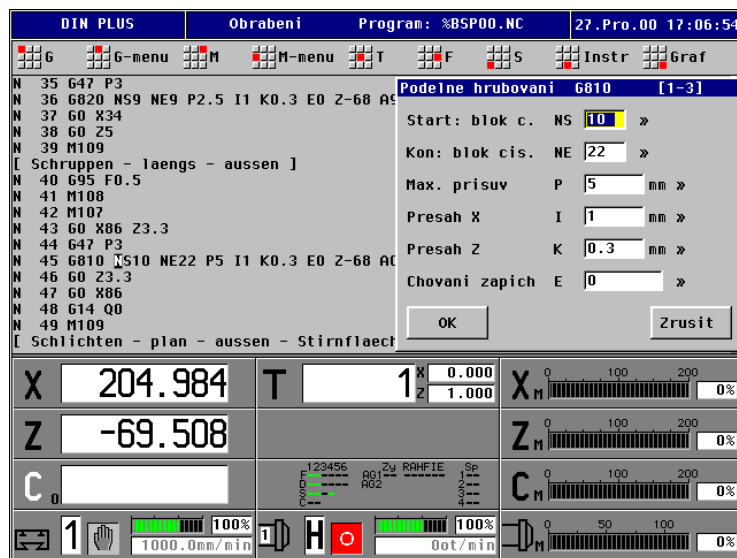 DIN PLUS Obrabeni Program: %BSP00.NC 27.Pro.00 17:06:54
G G-menu M M-menu T F S Instr Graf
N 35 G47 P3
N 36 G820 NS9 NE9 P2.5 I1 K0.3 E0 Z-68 A9
N 37 G0 X34
N 38 G0 Z5
N 39 M109
[ Schruppen - laengs - aussen ]
N 40 G95 F0.5
N 41 M108
N 42 M107
N 43 G0 X86 Z3.3
N 44 G47 P3
N 45 G810 NS10 NE22 P5 I1 K0.3 E0 Z-68 A0
N 46 G0 Z3.3
N 47 G0 X86
N 48 G14 Q0
N 49 M109
[ Schlichten - plan - aussen - Stirnflaech
Podelne hrubovani G810 [1-3]
Start: blok c. NS 10 »
Kon: blok cis. NE 22 »
Max. prisuv P 5 mm »
Presah X I 1 mm »
Presah Z K 0.3 mm »
Chovani zapich E 0 »
OK Zrusit
X 204.984 T 1 X 0.000 Z 1.000 X M 0 100 200 0%
Z -69.508 Z M 0 100 200 0%
C 0 C M 0 100 200 0%
123456 Zy RAHFIE Sp
F AG1 1
D AG2 2
S 3
C 4
1 100% 1 H 100% M 0 50 100 0%
1000.0mm/min 0ot/min